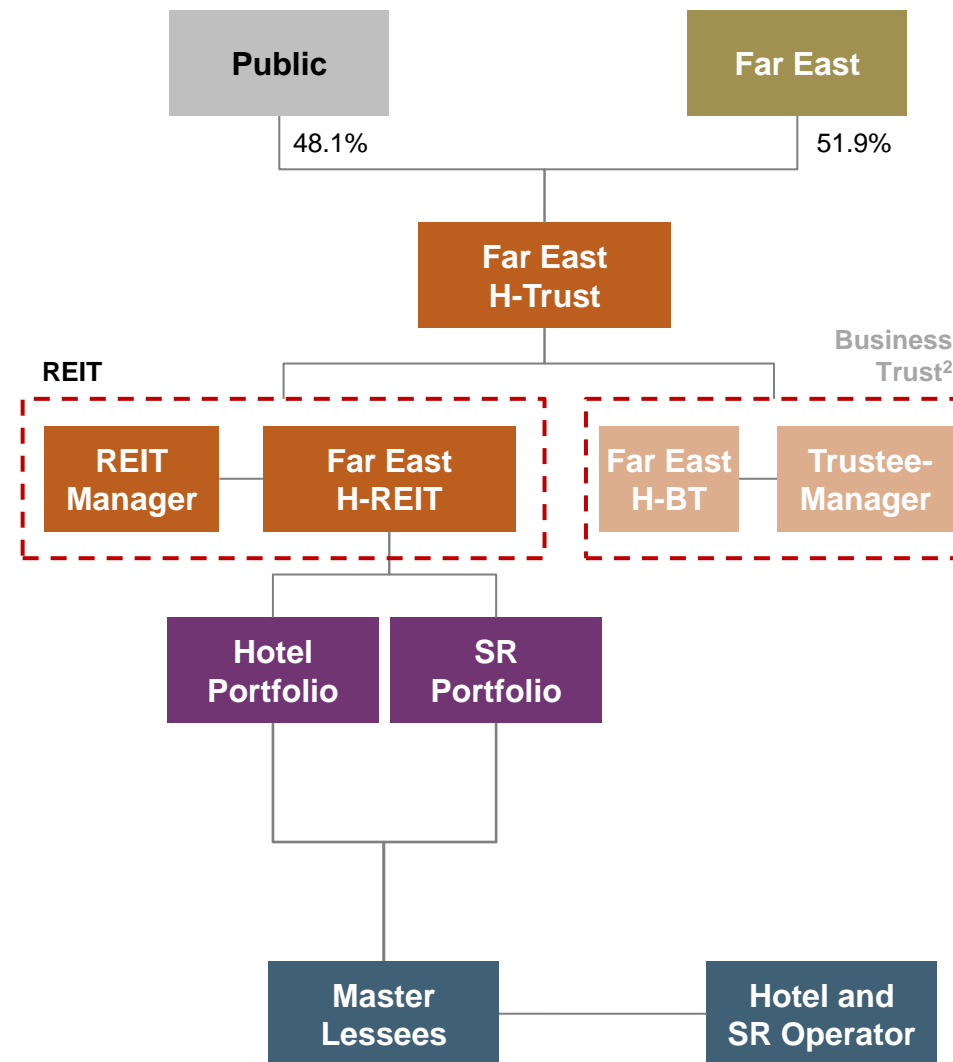 Public
Far East
48.1%
51.9%
Far East
H-Trust
REIT
Business
Trust²
REIT
Manager
Far East
H-REIT
Far East
H-BT
Trustee-
Manager
Hotel
Portfolio
SR
Portfolio
Master
Lessees
Hotel and
SR Operator